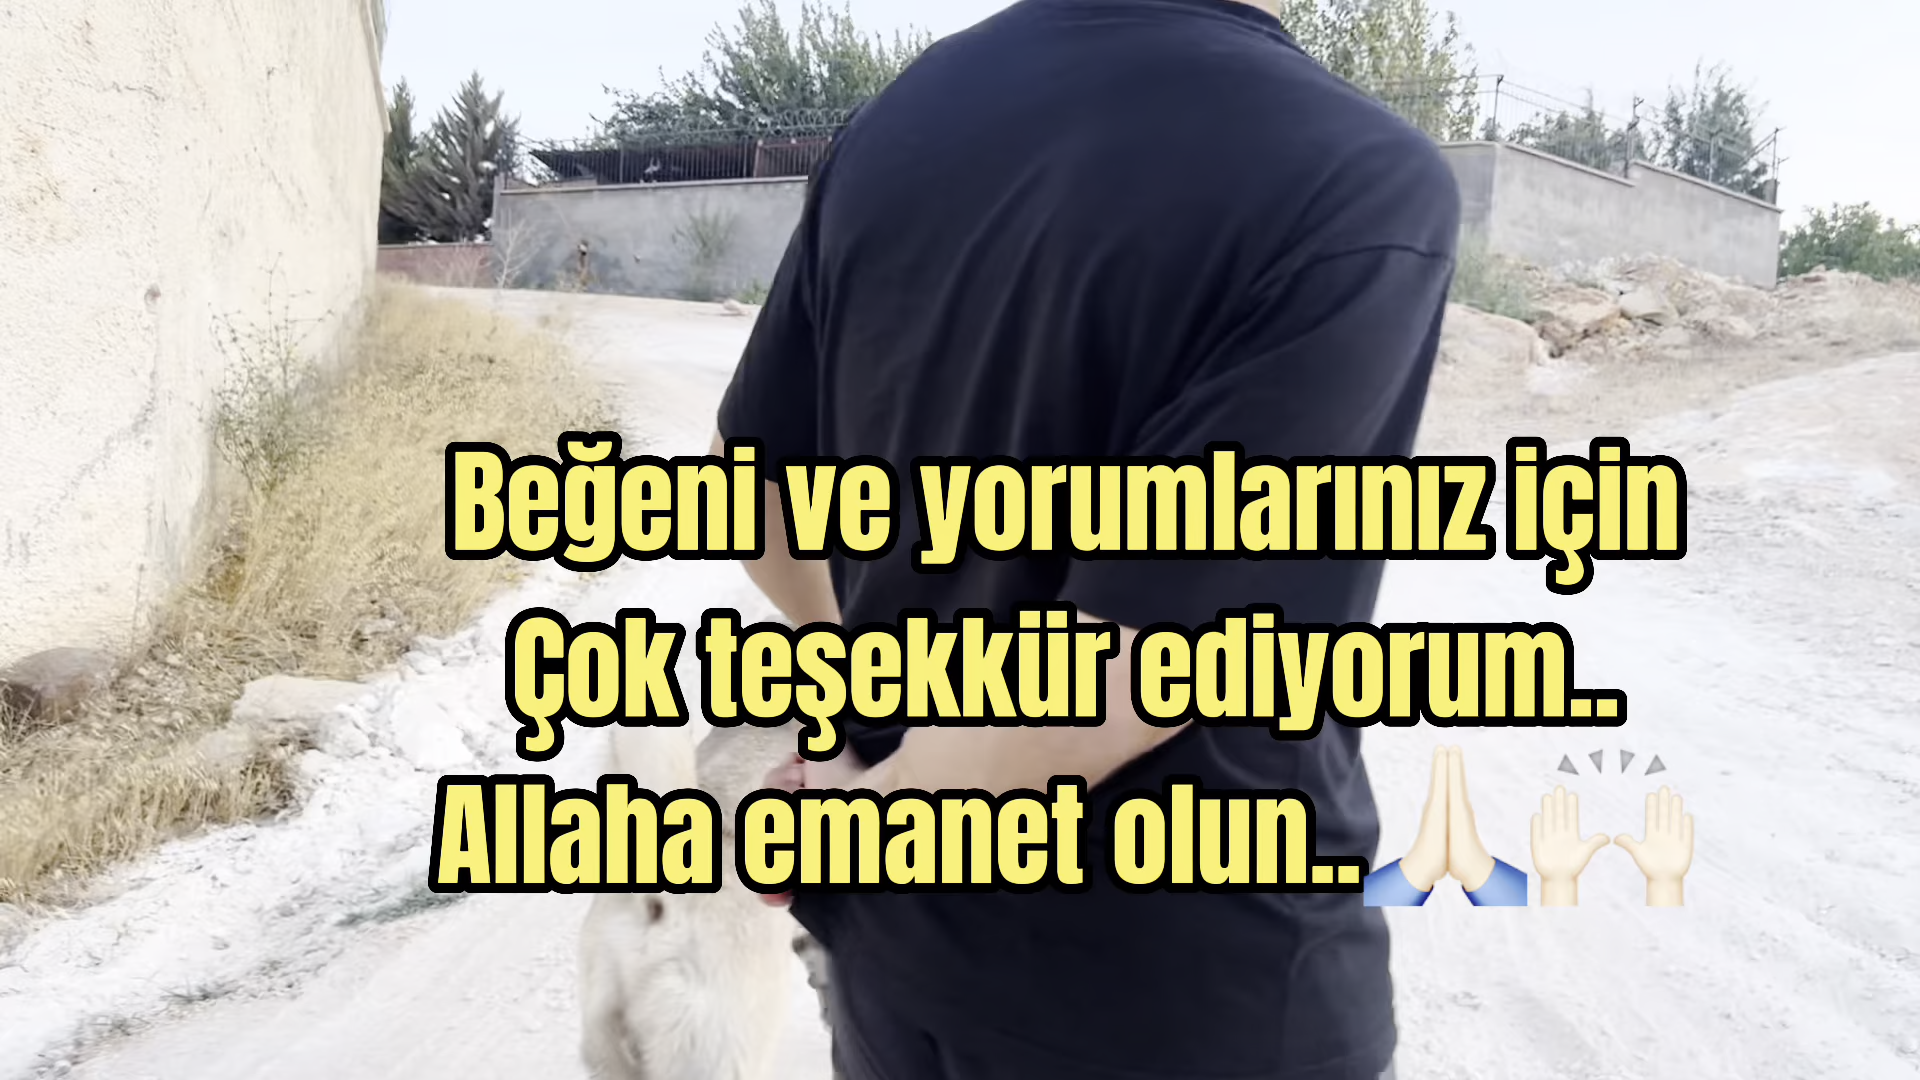 Beğeni ve yorumlarınız için
Çok teşekkür ediyorum..
Allaha emanet olun..🙏🏻🙌🏻